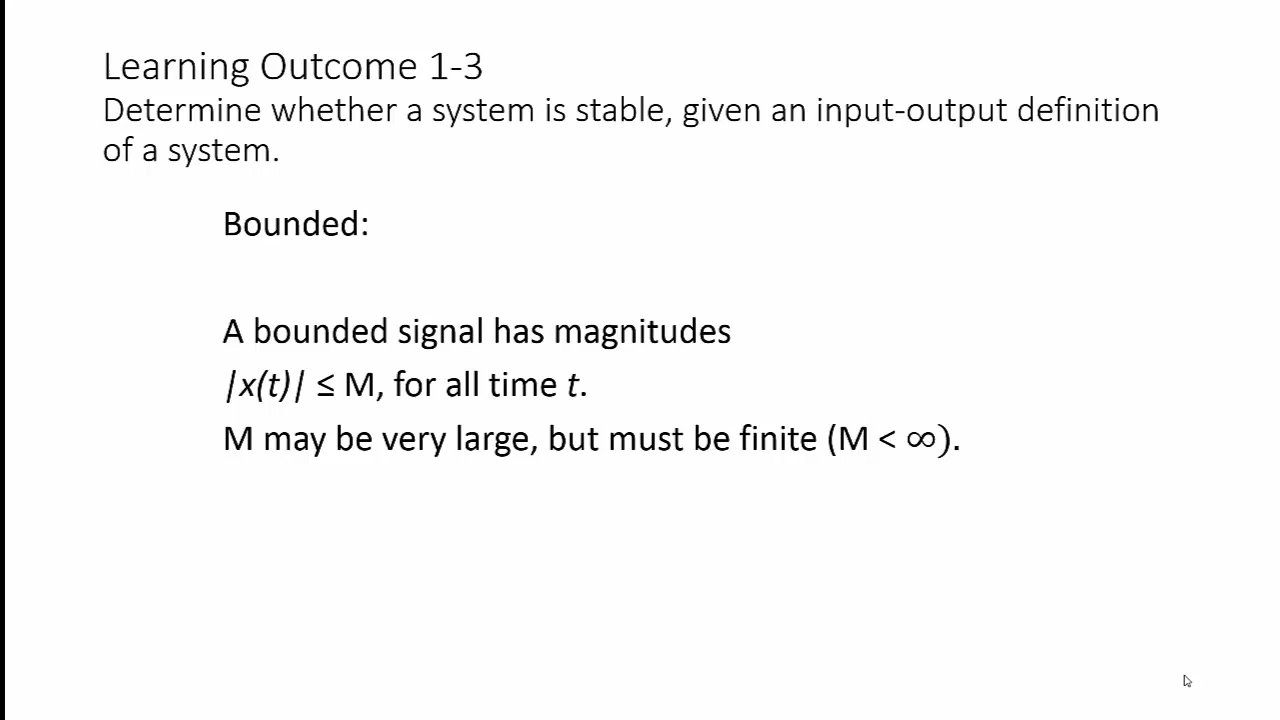 Learning Outcome 1-3
Determine whether a system is stable, given an input-output definition
of a system.
Bounded:
A bounded signal has magnitudes
|x(t)| ≤ M, for all time t.
M may be very large, but must be finite (M < ∞).